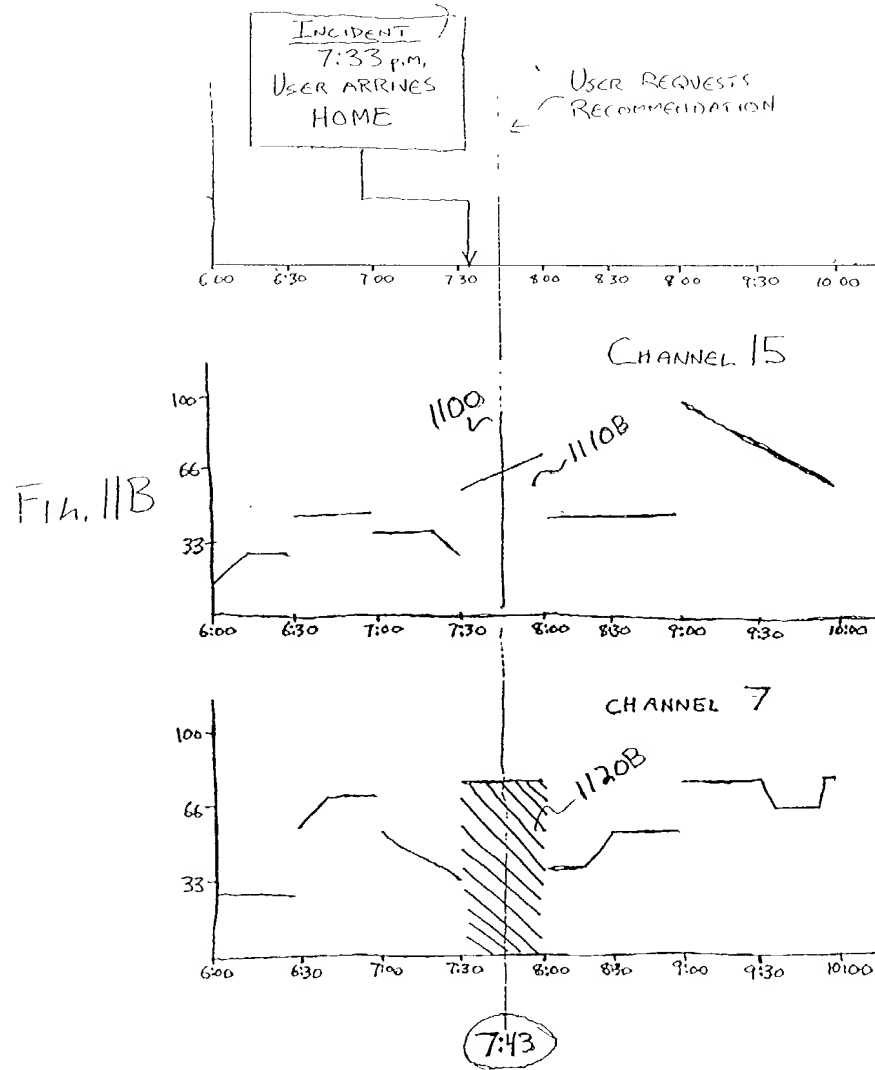 INCIDENT
7:33 p.m.
USER ARRIVES
HOME
USER REQUESTS
RECOMMENDATION
6:00 6:30 7:00 7:30 8:00 8:30 8:00 9:30 10:00
CHANNEL 15
FIG. 11B
100
66
33
1100
1110B
6:00 6:30 7:00 7:30 8:00 8:30 9:00 9:30 10:00
CHANNEL 7
100
66
33
1120B
6:00 6:30 7:00 7:30 8:00 8:30 9:00 9:30 10:00
7:43